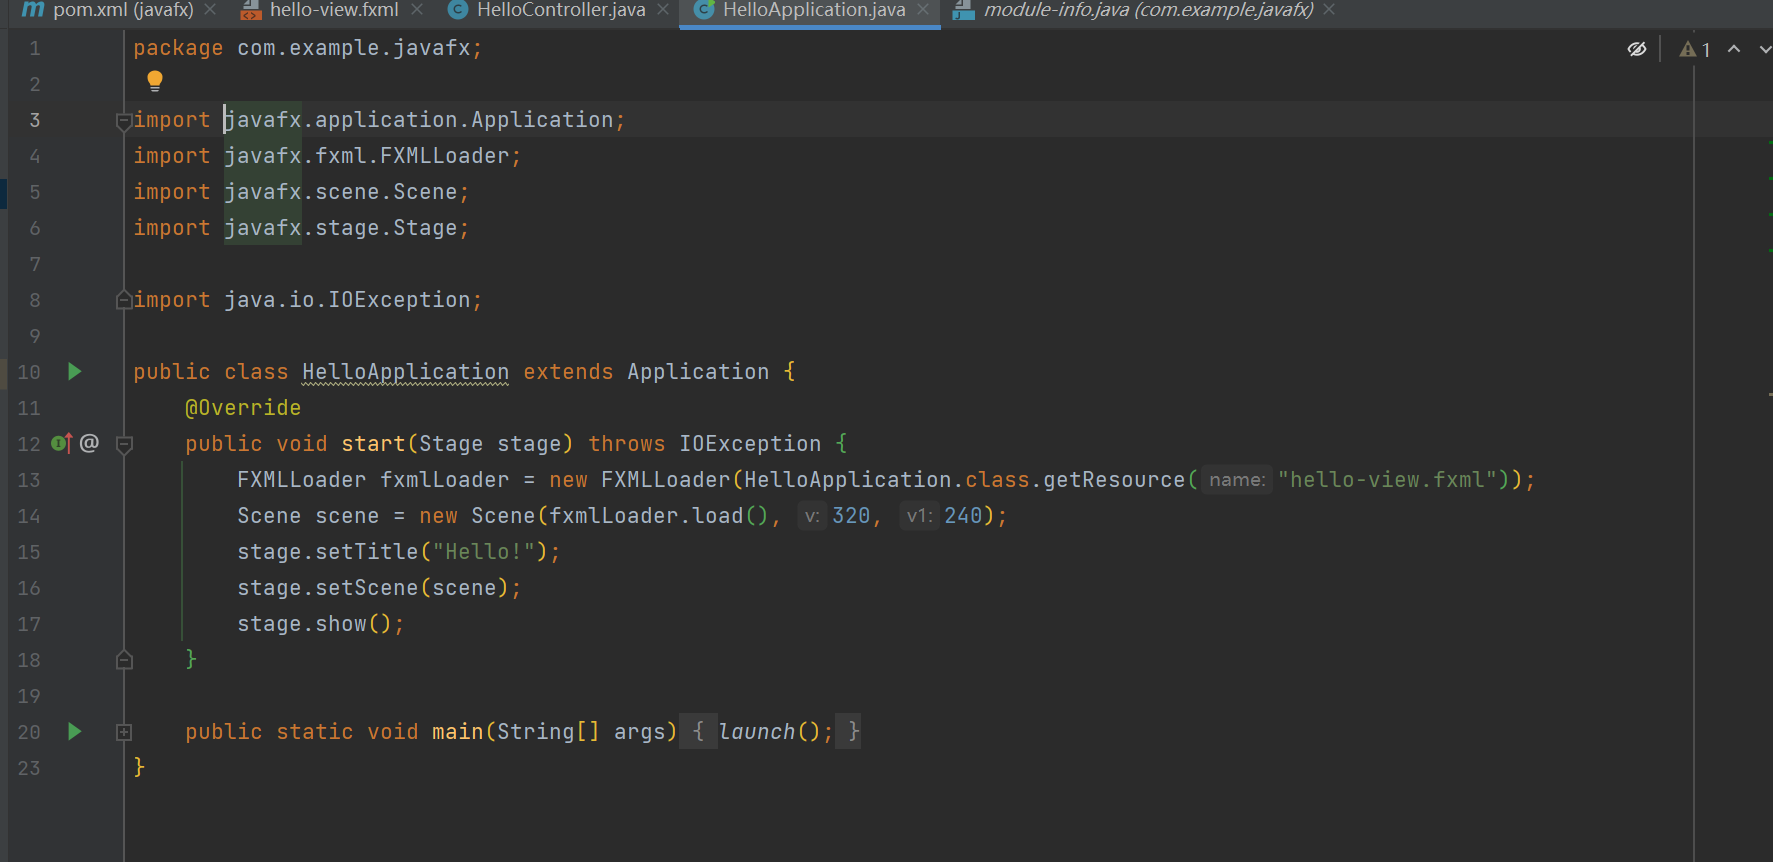 pom.xml (javafx) hello-view.fxml HelloController.java HelloApplication.java module-info.java (com.example.javafx)
1 package com.example.javafx; 1
2
3 import javafx.application.Application;
4 import javafx.fxml.FXMLLoader;
5 import javafx.scene.Scene;
6 import javafx.stage.Stage;
7
8 import java.io.IOException;
9
10 public class HelloApplication extends Application {
11 @Override
12 @ public void start(Stage stage) throws IOException {
13 FXMLLoader fxmlLoader = new FXMLLoader(HelloApplication.class.getResource( name: "hello-view.fxml"));
14 Scene scene = new Scene(fxmlLoader.load(), v: 320, v1: 240);
15 stage.setTitle("Hello!");
16 stage.setScene(scene);
17 stage.show();
18 }
19
20 public static void main(String[] args) { launch(); }
23 }